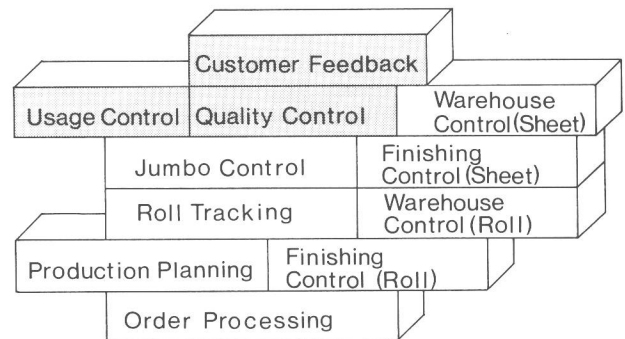 Customer Feedback
Usage Control
Quality Control
Warehouse
Control(Sheet)
Jumbo Control
Finishing
Control(Sheet)
Roll Tracking
Warehouse
Control(Roll)
Production Planning
Finishing
Control (Roll)
Order Processing